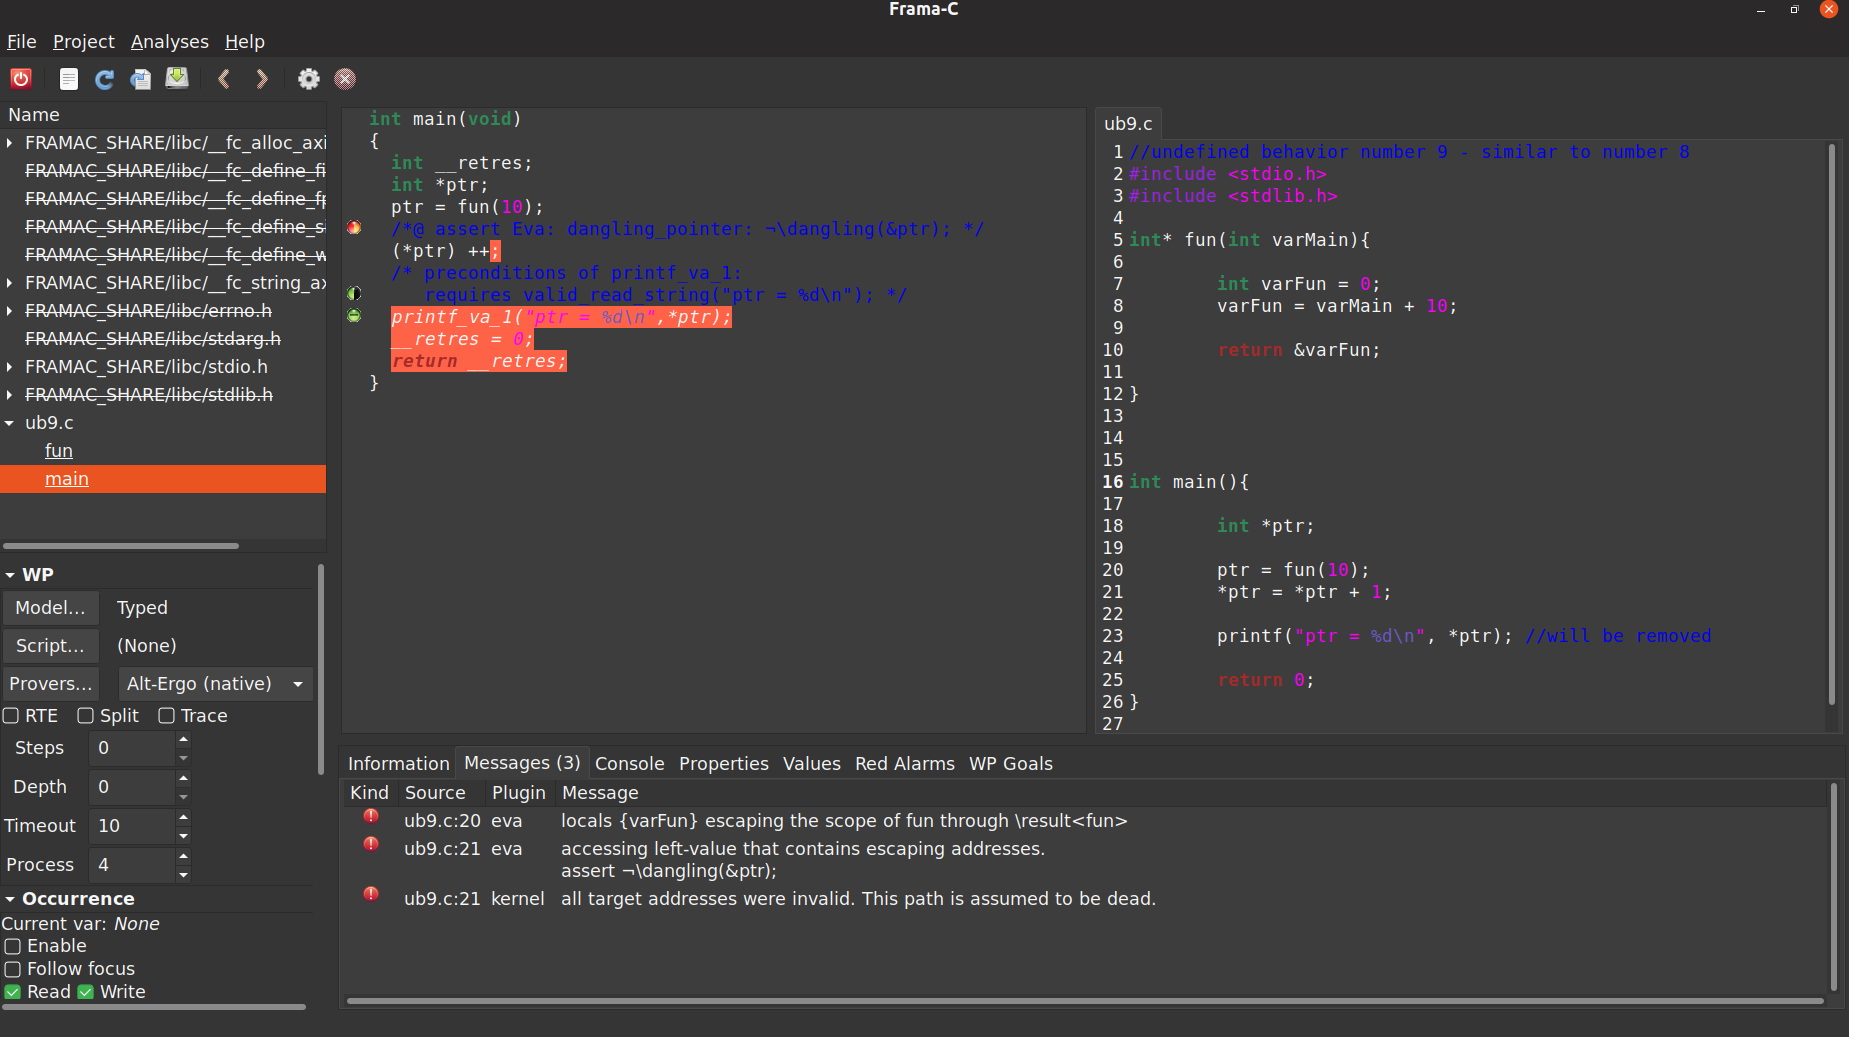 Frama-C
File Project Analyses Help
Name
FRAMAC_SHARE/libc/__fc_alloc_axi
FRAMAC_SHARE/libc/__fc_define_fi
FRAMAC_SHARE/libc/__fc_define_fp
FRAMAC_SHARE/libc/__fc_define_s
FRAMAC_SHARE/libc/__fc_define_w
FRAMAC_SHARE/libc/__fc_string_ax
FRAMAC_SHARE/libc/errno.h
FRAMAC_SHARE/libc/stdarg.h
FRAMAC_SHARE/libc/stdio.h
FRAMAC_SHARE/libc/stdlib.h
ub9.c
fun
main
WP
Model... Typed
Script... (None)
Provers... Alt-Ergo (native)
RTE Split Trace
Steps 0
Depth 0
Timeout 10
Process 4
Occurrence
Current var: None
Enable
Follow focus
Read Write
int main(void)
{
  int __retres;
  int *ptr;
  ptr = fun(10);
  /*@ assert Eva: dangling_pointer: ¬\dangling(&ptr); */
  (*ptr) ++;
  /* preconditions of printf_va_1:
     requires valid_read_string("ptr = %d\n"); */
  printf_va_1("ptr = %d\n",*ptr);
  __retres = 0;
  return __retres;
}
ub9.c
1 //undefined behavior number 9 - similar to number 8
2 #include <stdio.h>
3 #include <stdlib.h>
4
5 int* fun(int varMain){
6
7         int varFun = 0;
8         varFun = varMain + 10;
9
10         return &varFun;
11
12 }
13
14
15
16 int main(){
17
18         int *ptr;
19
20         ptr = fun(10);
21         *ptr = *ptr + 1;
22
23         printf("ptr = %d\n", *ptr); //will be removed
24
25         return 0;
26 }
27
Information Messages (3) Console Properties Values Red Alarms WP Goals
Kind Source Plugin Message
ub9.c:20 eva locals {varFun} escaping the scope of fun through \result<fun>
ub9.c:21 eva accessing left-value that contains escaping addresses.
assert ¬\dangling(&ptr);
ub9.c:21 kernel all target addresses were invalid. This path is assumed to be dead.